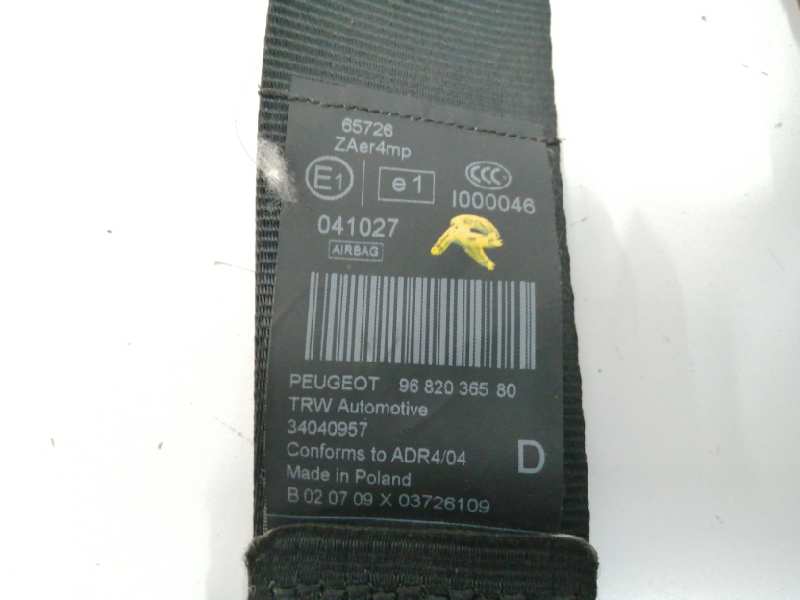 65726
ZAer4mp
E1 e1 CCC
I000046
041027
R
AIRBAG
PEUGEOT 96 820 365 80
TRW Automotive
34040957
Conforms to ADR4/04 D
Made in Poland
B 02 07 09 X 03726109